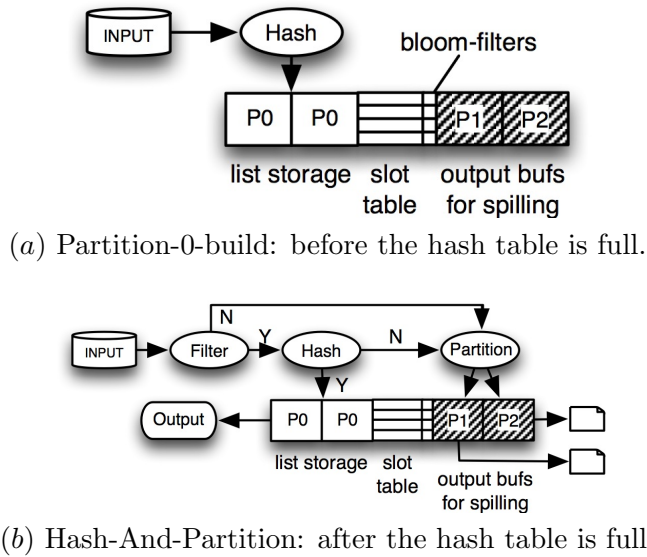 INPUT
Hash
bloom-filters
P0 P0 P1 P2
list storage slot table output bufs for spilling
(a) Partition-0-build: before the hash table is full.
N
INPUT Filter Y Hash N Partition
Y
Output P0 P0 P1 P2
list storage slot table output bufs for spilling
(b) Hash-And-Partition: after the hash table is full